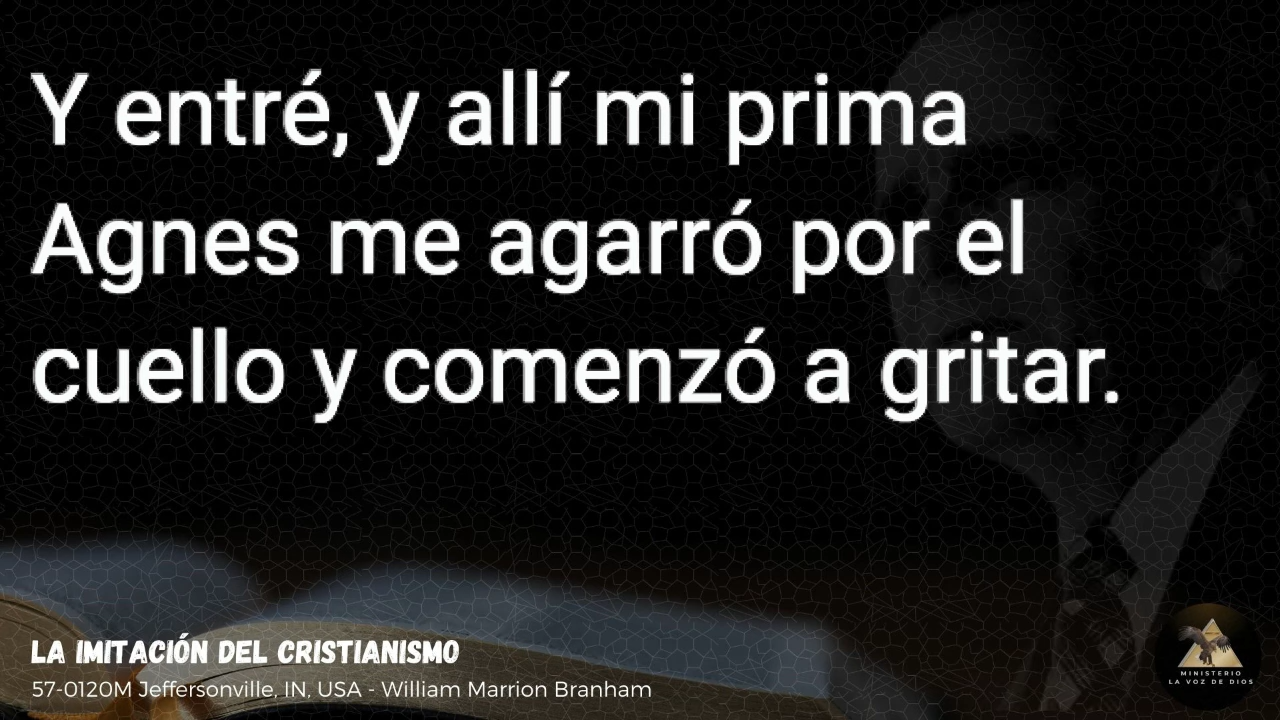 Y entré, y allí mi prima
Agnes me agarró por el
cuello y comenzó a gritar.
LA IMITACIÓN DEL CRISTIANISMO
57-0120M Jeffersonville, IN, USA - William Marrion Branham
MINISTERIO
LA VOZ DE DIOS